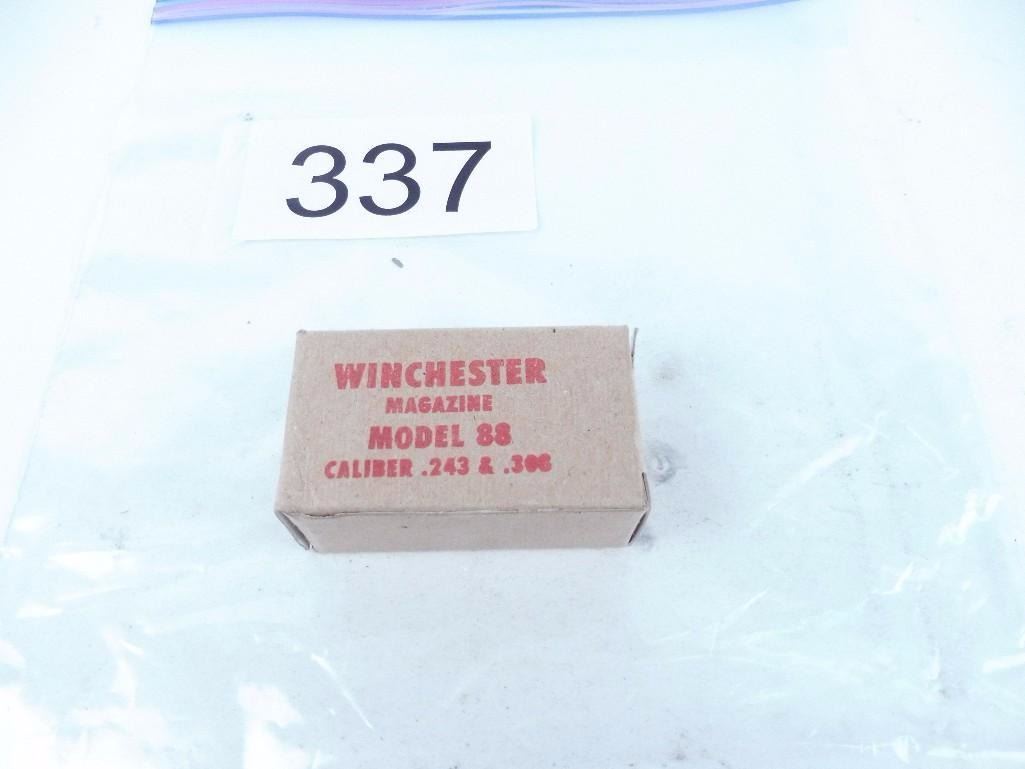 337
WINCHESTER
MAGAZINE
MODEL 88
CALIBER .243 & .308